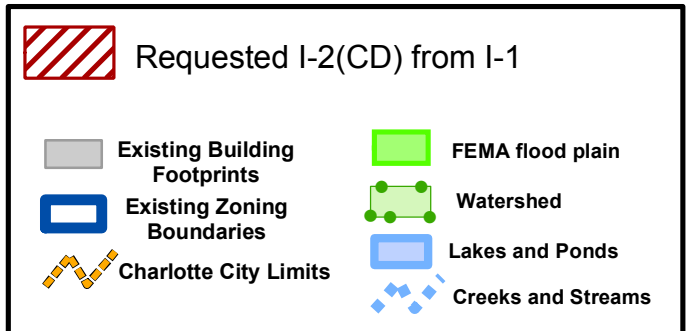 Requested I-2(CD) from I-1
Existing Building
Footprints
Existing Zoning
Boundaries
Charlotte City Limits
FEMA flood plain
Watershed
Lakes and Ponds
Creeks and Streams